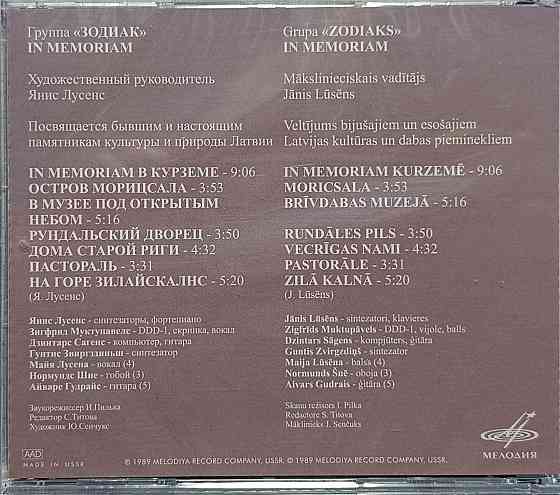 Группа «ЗОДИАК»
IN MEMORIAM
Художественный руководитель
Янис Лусенс
Посвящается бывшим и настоящим
памятникам культуры и природы Латвии
IN MEMORIAM В КУРЗЕМЕ - 9:06
ОСТРОВ МОРИЦСАЛА - 3:53
В МУЗЕЕ ПОД ОТКРЫТЫМ
НЕБОМ - 5:16
РУНДАЛЬСКИЙ ДВОРЕЦ - 3:50
ДОМА СТАРОЙ РИГИ - 4:32
ПАСТОРАЛЬ - 3:31
НА ГОРЕ ЗИЛАЙСКАЛНС - 5:20
(Я. Лусенс)
Янис Лусенс - синтезаторы, фортепиано
Зигфрид Муктупавелс - DDD-1, скрипка, вокал
Дзинтарс Сагенс - компьютер, гитара
Гунтис Звиргздиньш - синтезатор
Майя Лусена - вокал (4)
Нормундс Шне - гобой (3)
Айварс Гудрайс - гитара (5)
Звукорежиссер И.Пилька
Редактор С.Титова
Художник Ю.Сенчукс
AAD
MADE IN USSR
© 1989 MELODIYA RECORD COMPANY, USSR.
Grupa «ZODIAKS»
IN MEMORIAM
Mākslinieciskais vadītājs
Jānis Lūsēns
Veltījums bijušajiem un esošajiem
Latvijas kultūras un dabas pieminekliem
IN MEMORIAM KURZEMĒ - 9:06
MORICSALA - 3:53
BRĪVDABAS MUZEJĀ - 5:16
RUNDĀLES PILS - 3:50
VECRĪGAS NAMI - 4:32
PASTORĀLE - 3:31
ZILĀ KALNĀ - 5:20
(J. Lūsēns)
Jānis Lūsēns - sintezatori, klavieres
Zigfrīds Muktupāvels - DDD-1, vijole, balss
Dzintars Sāgens - kompjūters, ģitāra
Guntis Zvirgzdiņš - sintezator
Maija Lūsēna - balss (4)
Normunds Šnē - oboja (3)
Aivars Gudrais - ģitāra (5)
Skaņu režisors I. Pilka
Redactore S. Titova
Māklinieks J. Senčuks
© 1989 MELODIYA RECORD COMPANY, USSR.
МЕЛОДИЯ